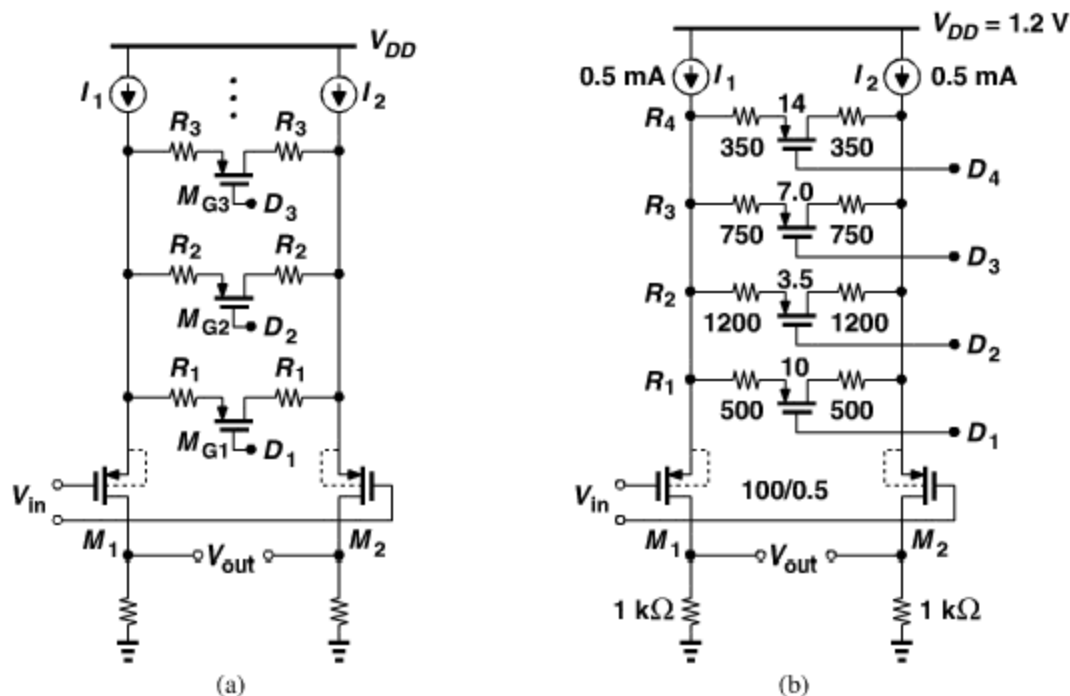 V_DD
I_1
I_2
R_3 R_3
M_G3 D_3
R_2 R_2
M_G2 D_2
R_1 R_1
M_G1 D_1
V_in
M_1 V_out M_2
(a)
V_DD = 1.2 V
0.5 mA I_1 I_2 0.5 mA
R_4 14
350 350
D_4
R_3 7.0
750 750
D_3
R_2 3.5
1200 1200
D_2
R_1 10
500 500
D_1
V_in 100/0.5
M_1 V_out M_2
1 kΩ 1 kΩ
(b)